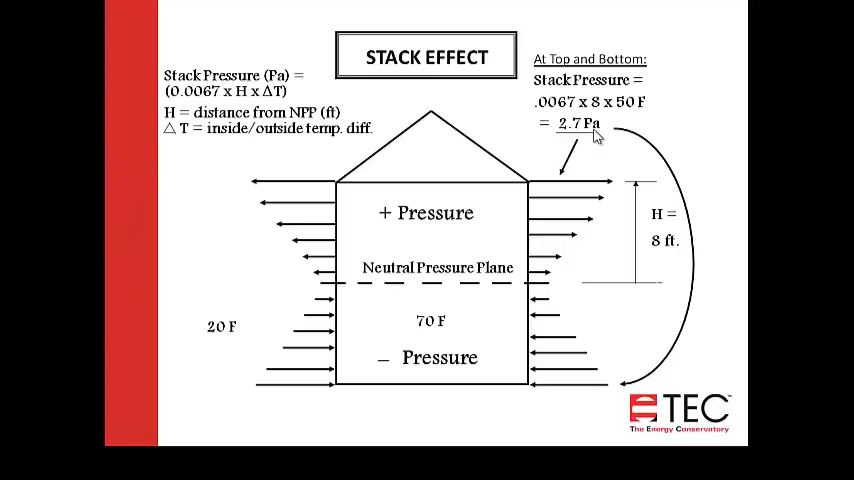 STACK EFFECT
Stack Pressure (Pa) =
(0.0067 x H x ΔT)
H = distance from NPP (ft)
△ T = inside/outside temp. diff.
At Top and Bottom:
Stack Pressure =
.0067 x 8 x 50 F
= 2.7 Pa
+ Pressure
H =
8 ft.
Neutral Pressure Plane
20 F
70 F
– Pressure
TEC™
The Energy Conservatory